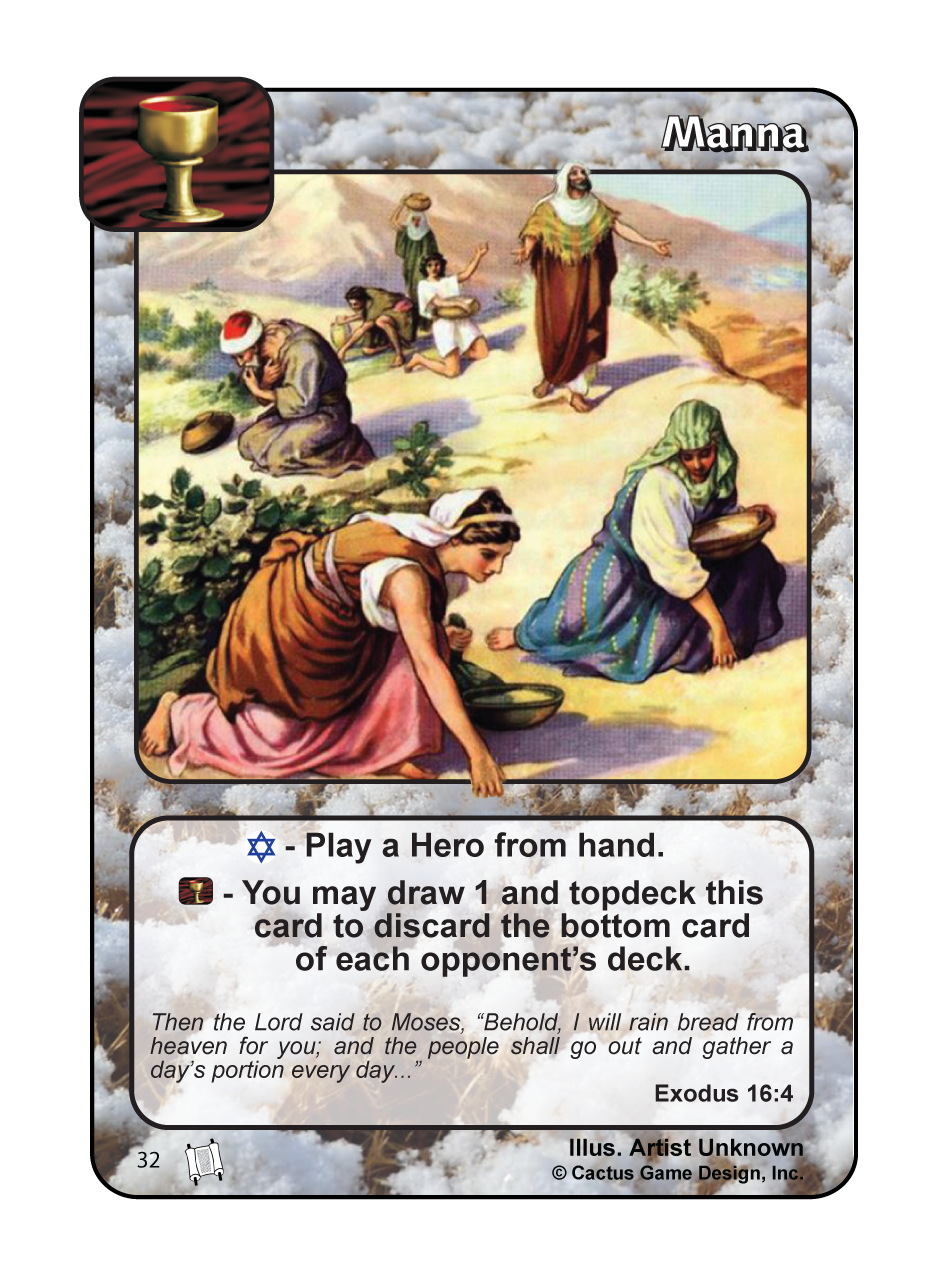 Manna
- Play a Hero from hand.
- You may draw 1 and topdeck this
card to discard the bottom card
of each opponent’s deck.
Then the Lord said to Moses, “Behold, I will rain bread from
heaven for you; and the people shall go out and gather a
day’s portion every day...”
Exodus 16:4
32
Illus. Artist Unknown
© Cactus Game Design, Inc.